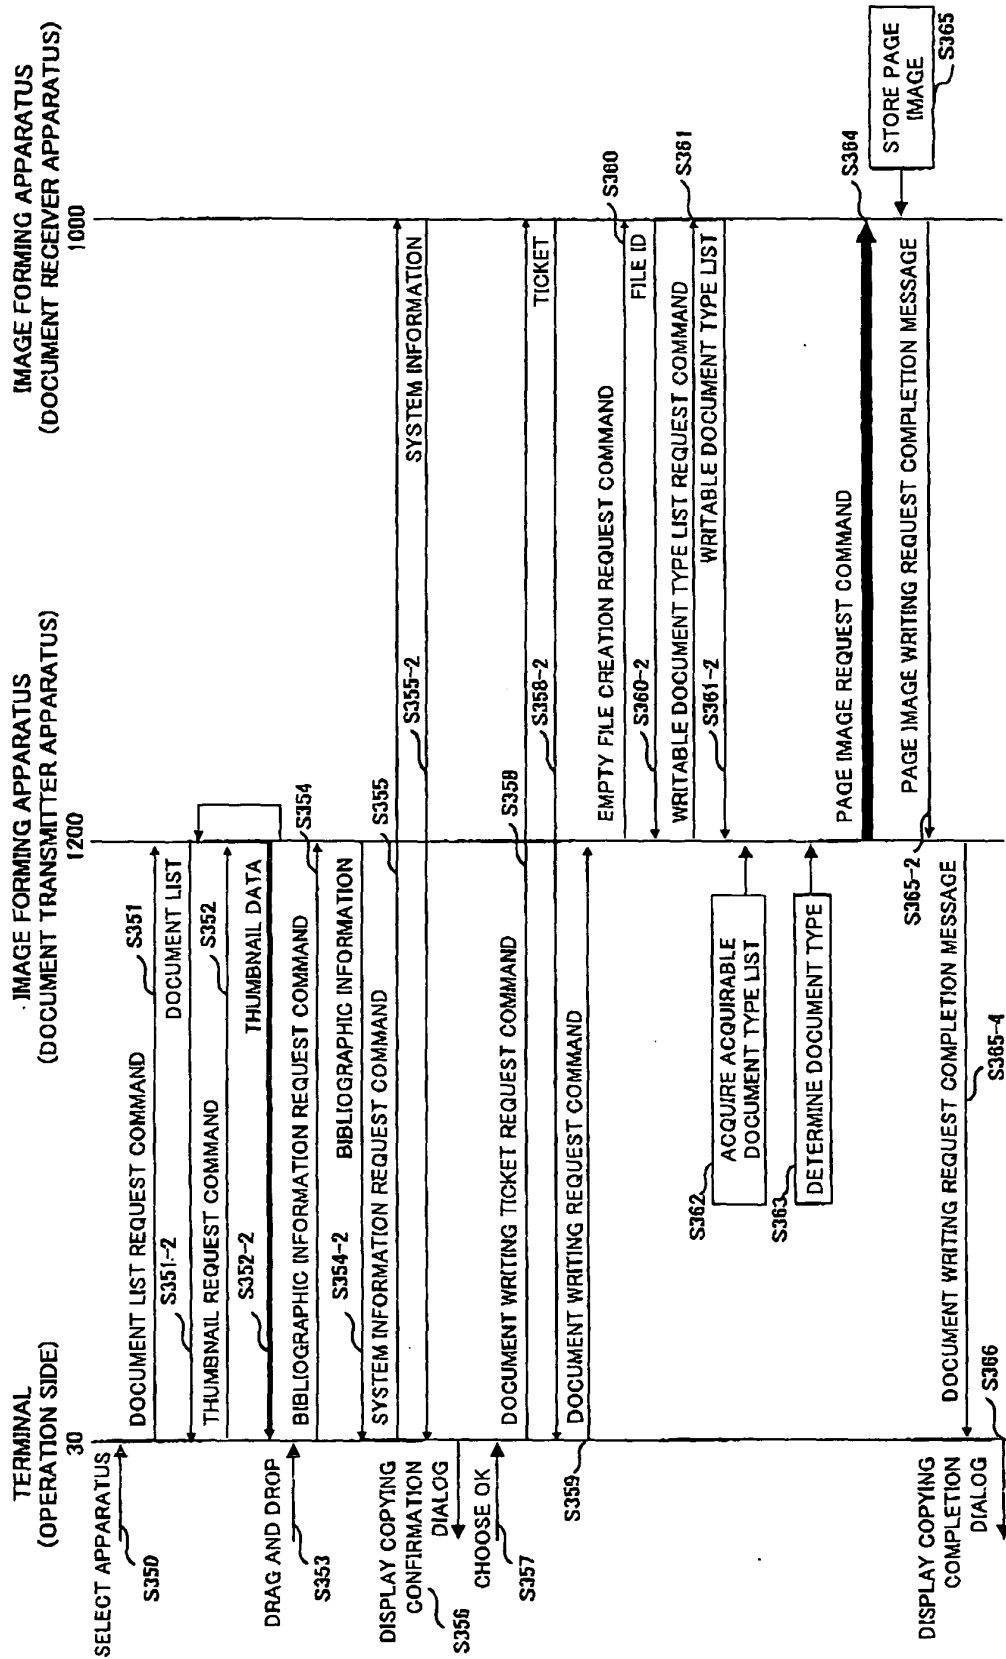 TERMINAL
(OPERATION SIDE)
30
IMAGE FORMING APPARATUS
(DOCUMENT TRANSMITTER APPARATUS)
1200
IMAGE FORMING APPARATUS
(DOCUMENT RECEIVER APPARATUS)
1000
SELECT APPARATUS
S350
DOCUMENT LIST REQUEST COMMAND
S351
S351-2
DOCUMENT LIST
THUMBNAIL REQUEST COMMAND
S352
S352-2
THUMBNAIL DATA
DRAG AND DROP
S353
BIBLIOGRAPHIC INFORMATION REQUEST COMMAND
S354
S354-2
BIBLIOGRAPHIC INFORMATION
SYSTEM INFORMATION REQUEST COMMAND
S355
S355-2
SYSTEM INFORMATION
DISPLAY COPYING
CONFIRMATION
DIALOG
S356
CHOOSE OK
S357
DOCUMENT WRITING TICKET REQUEST COMMAND
S358
S358-2
TICKET
DOCUMENT WRITING REQUEST COMMAND
S359
EMPTY FILE CREATION REQUEST COMMAND
S360
S360-2
FILE ID
WRITABLE DOCUMENT TYPE LIST REQUEST COMMAND
S361
S361-2
WRITABLE DOCUMENT TYPE LIST
S362
ACQUIRE ACQUIRABLE
DOCUMENT TYPE LIST
S363
DETERMINE DOCUMENT TYPE
PAGE IMAGE REQUEST COMMAND
S364
STORE PAGE
IMAGE
S365
PAGE IMAGE WRITING REQUEST COMPLETION MESSAGE
S365-2
DOCUMENT WRITING REQUEST COMPLETION MESSAGE
S365-4
DISPLAY COPYING
COMPLETION
DIALOG
S366